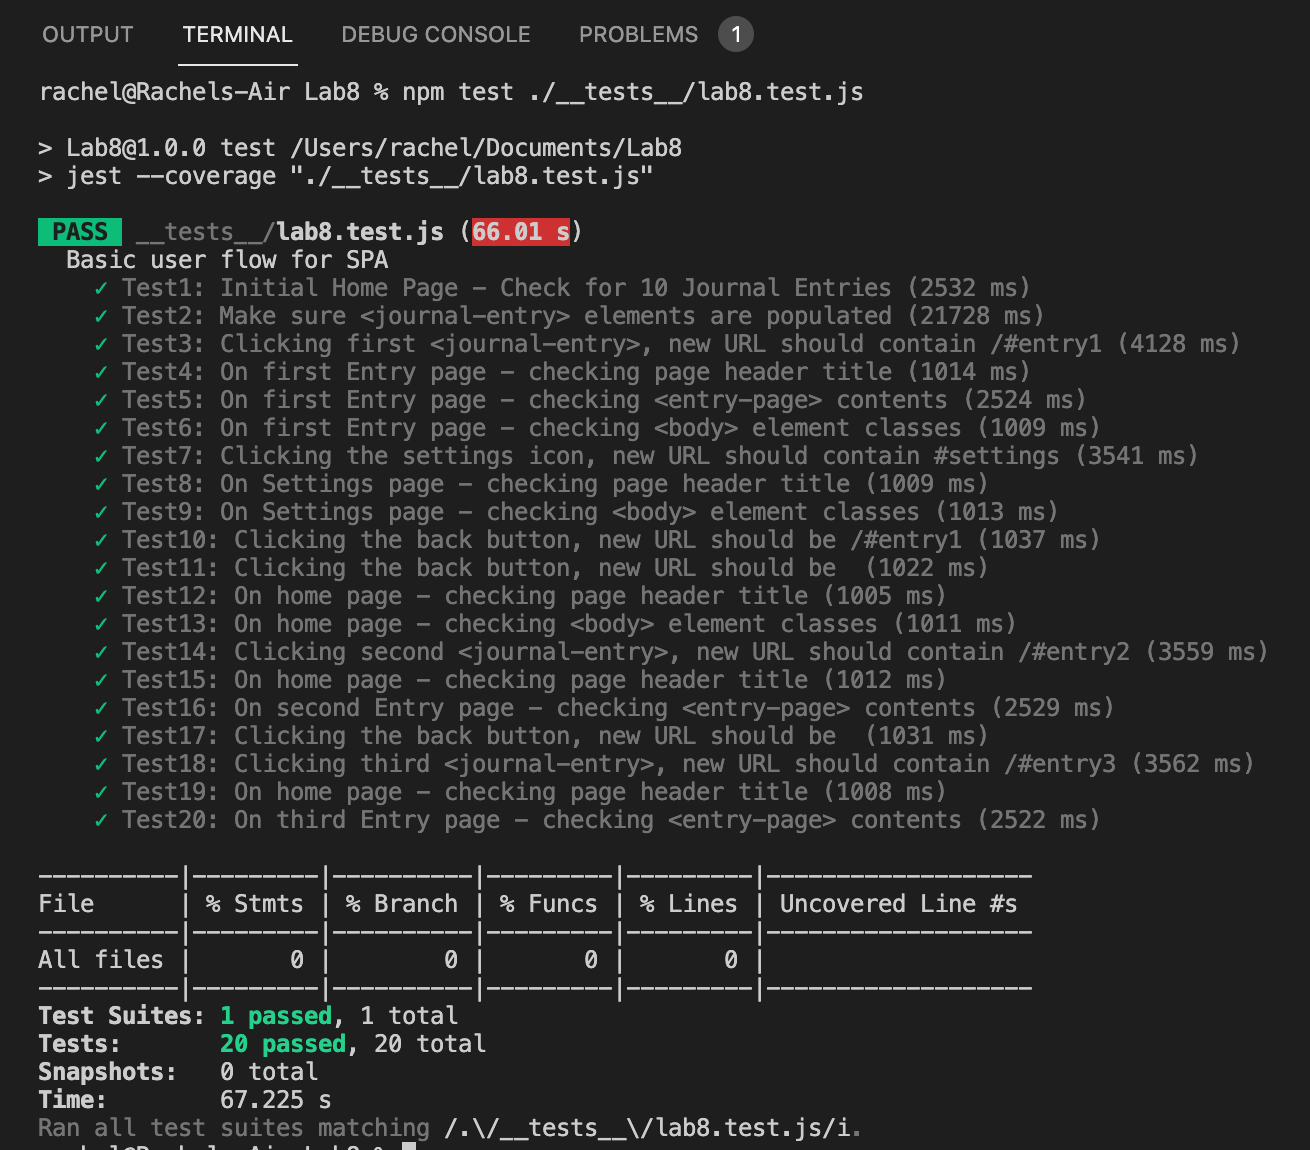 OUTPUT TERMINAL DEBUG CONSOLE PROBLEMS 1
rachel@Rachels-Air Lab8 % npm test ./__tests__/lab8.test.js
> Lab8@1.0.0 test /Users/rachel/Documents/Lab8
> jest --coverage "./__tests__/lab8.test.js"
PASS __tests__/lab8.test.js (66.01 s)
Basic user flow for SPA
✓ Test1: Initial Home Page - Check for 10 Journal Entries (2532 ms)
✓ Test2: Make sure <journal-entry> elements are populated (21728 ms)
✓ Test3: Clicking first <journal-entry>, new URL should contain /#entry1 (4128 ms)
✓ Test4: On first Entry page - checking page header title (1014 ms)
✓ Test5: On first Entry page - checking <entry-page> contents (2524 ms)
✓ Test6: On first Entry page - checking <body> element classes (1009 ms)
✓ Test7: Clicking the settings icon, new URL should contain #settings (3541 ms)
✓ Test8: On Settings page - checking page header title (1009 ms)
✓ Test9: On Settings page - checking <body> element classes (1013 ms)
✓ Test10: Clicking the back button, new URL should be /#entry1 (1037 ms)
✓ Test11: Clicking the back button, new URL should be  (1022 ms)
✓ Test12: On home page - checking page header title (1005 ms)
✓ Test13: On home page - checking <body> element classes (1011 ms)
✓ Test14: Clicking second <journal-entry>, new URL should contain /#entry2 (3559 ms)
✓ Test15: On home page - checking page header title (1012 ms)
✓ Test16: On second Entry page - checking <entry-page> contents (2529 ms)
✓ Test17: Clicking the back button, new URL should be  (1031 ms)
✓ Test18: Clicking third <journal-entry>, new URL should contain /#entry3 (3562 ms)
✓ Test19: On home page - checking page header title (1008 ms)
✓ Test20: On third Entry page - checking <entry-page> contents (2522 ms)
----------|---------|----------|---------|---------|-------------------
File      | % Stmts | % Branch | % Funcs | % Lines | Uncovered Line #s
----------|---------|----------|---------|---------|-------------------
All files |       0 |        0 |       0 |       0 |
----------|---------|----------|---------|---------|-------------------
Test Suites: 1 passed, 1 total
Tests:       20 passed, 20 total
Snapshots:   0 total
Time:        67.225 s
Ran all test suites matching /.\/__tests__\/lab8.test.js/i.
rachel@Rachels-Air Lab8 %